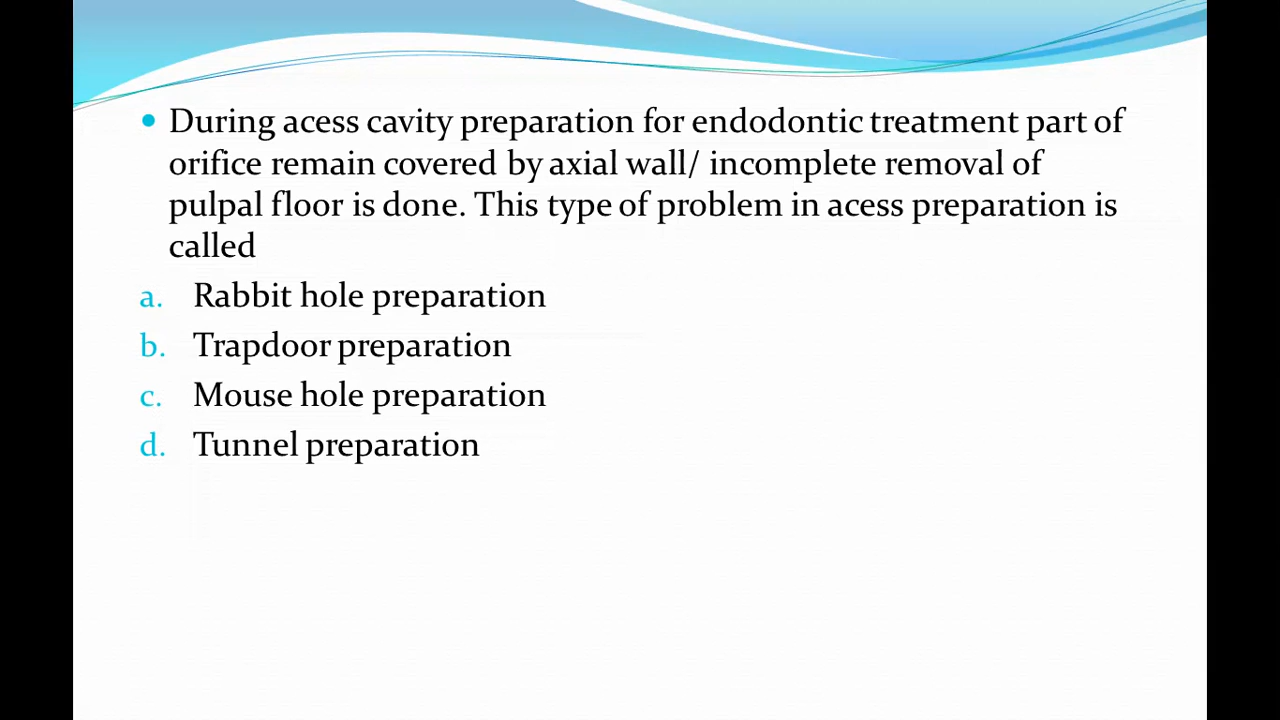 During acess cavity preparation for endodontic treatment part of
orifice remain covered by axial wall/ incomplete removal of
pulpal floor is done. This type of problem in acess preparation is
called
a. Rabbit hole preparation
b. Trapdoor preparation
c. Mouse hole preparation
d. Tunnel preparation